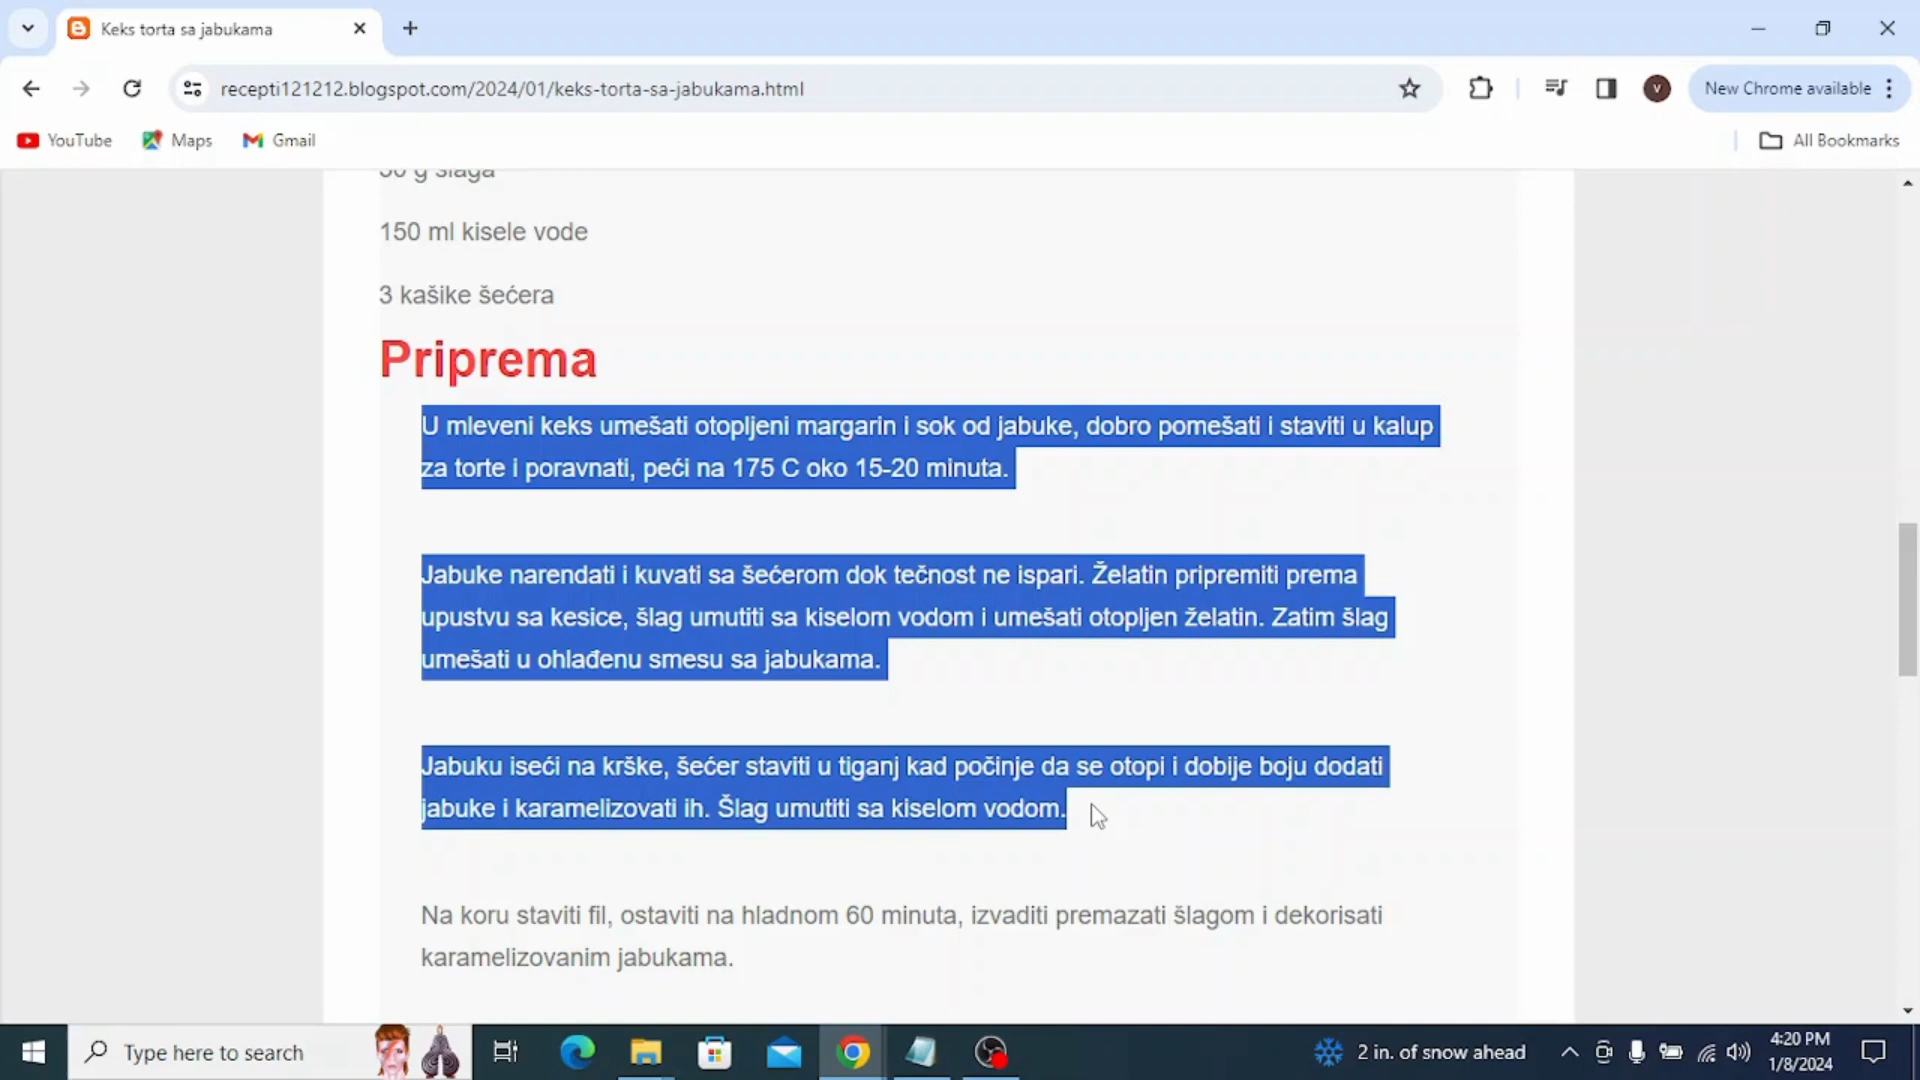 Keks torta sa jabukama
recepti121212.blogspot.com/2024/01/keks-torta-sa-jabukama.html
V
New Chrome available
YouTube
Maps
Gmail
All Bookmarks
50 g šlaga
150 ml kisele vode
3 kašike šećera
Priprema
U mleveni keks umešati otopljeni margarin i sok od jabuke, dobro pomešati i staviti u kalup
za torte i poravnati, peći na 175 C oko 15-20 minuta.
Jabuke narendati i kuvati sa šećerom dok tečnost ne ispari. Želatin pripremiti prema
upustvu sa kesice, šlag umutiti sa kiselom vodom i umešati otopljen želatin. Zatim šlag
umešati u ohlađenu smesu sa jabukama.
Jabuku iseći na krške, šećer staviti u tiganj kad počinje da se otopi i dobije boju dodati
jabuke i karamelizovati ih. Šlag umutiti sa kiselom vodom.
Na koru staviti fil, ostaviti na hladnom 60 minuta, izvaditi premazati šlagom i dekorisati
karamelizovanim jabukama.
Type here to search
2 in. of snow ahead
4:20 PM
1/8/2024